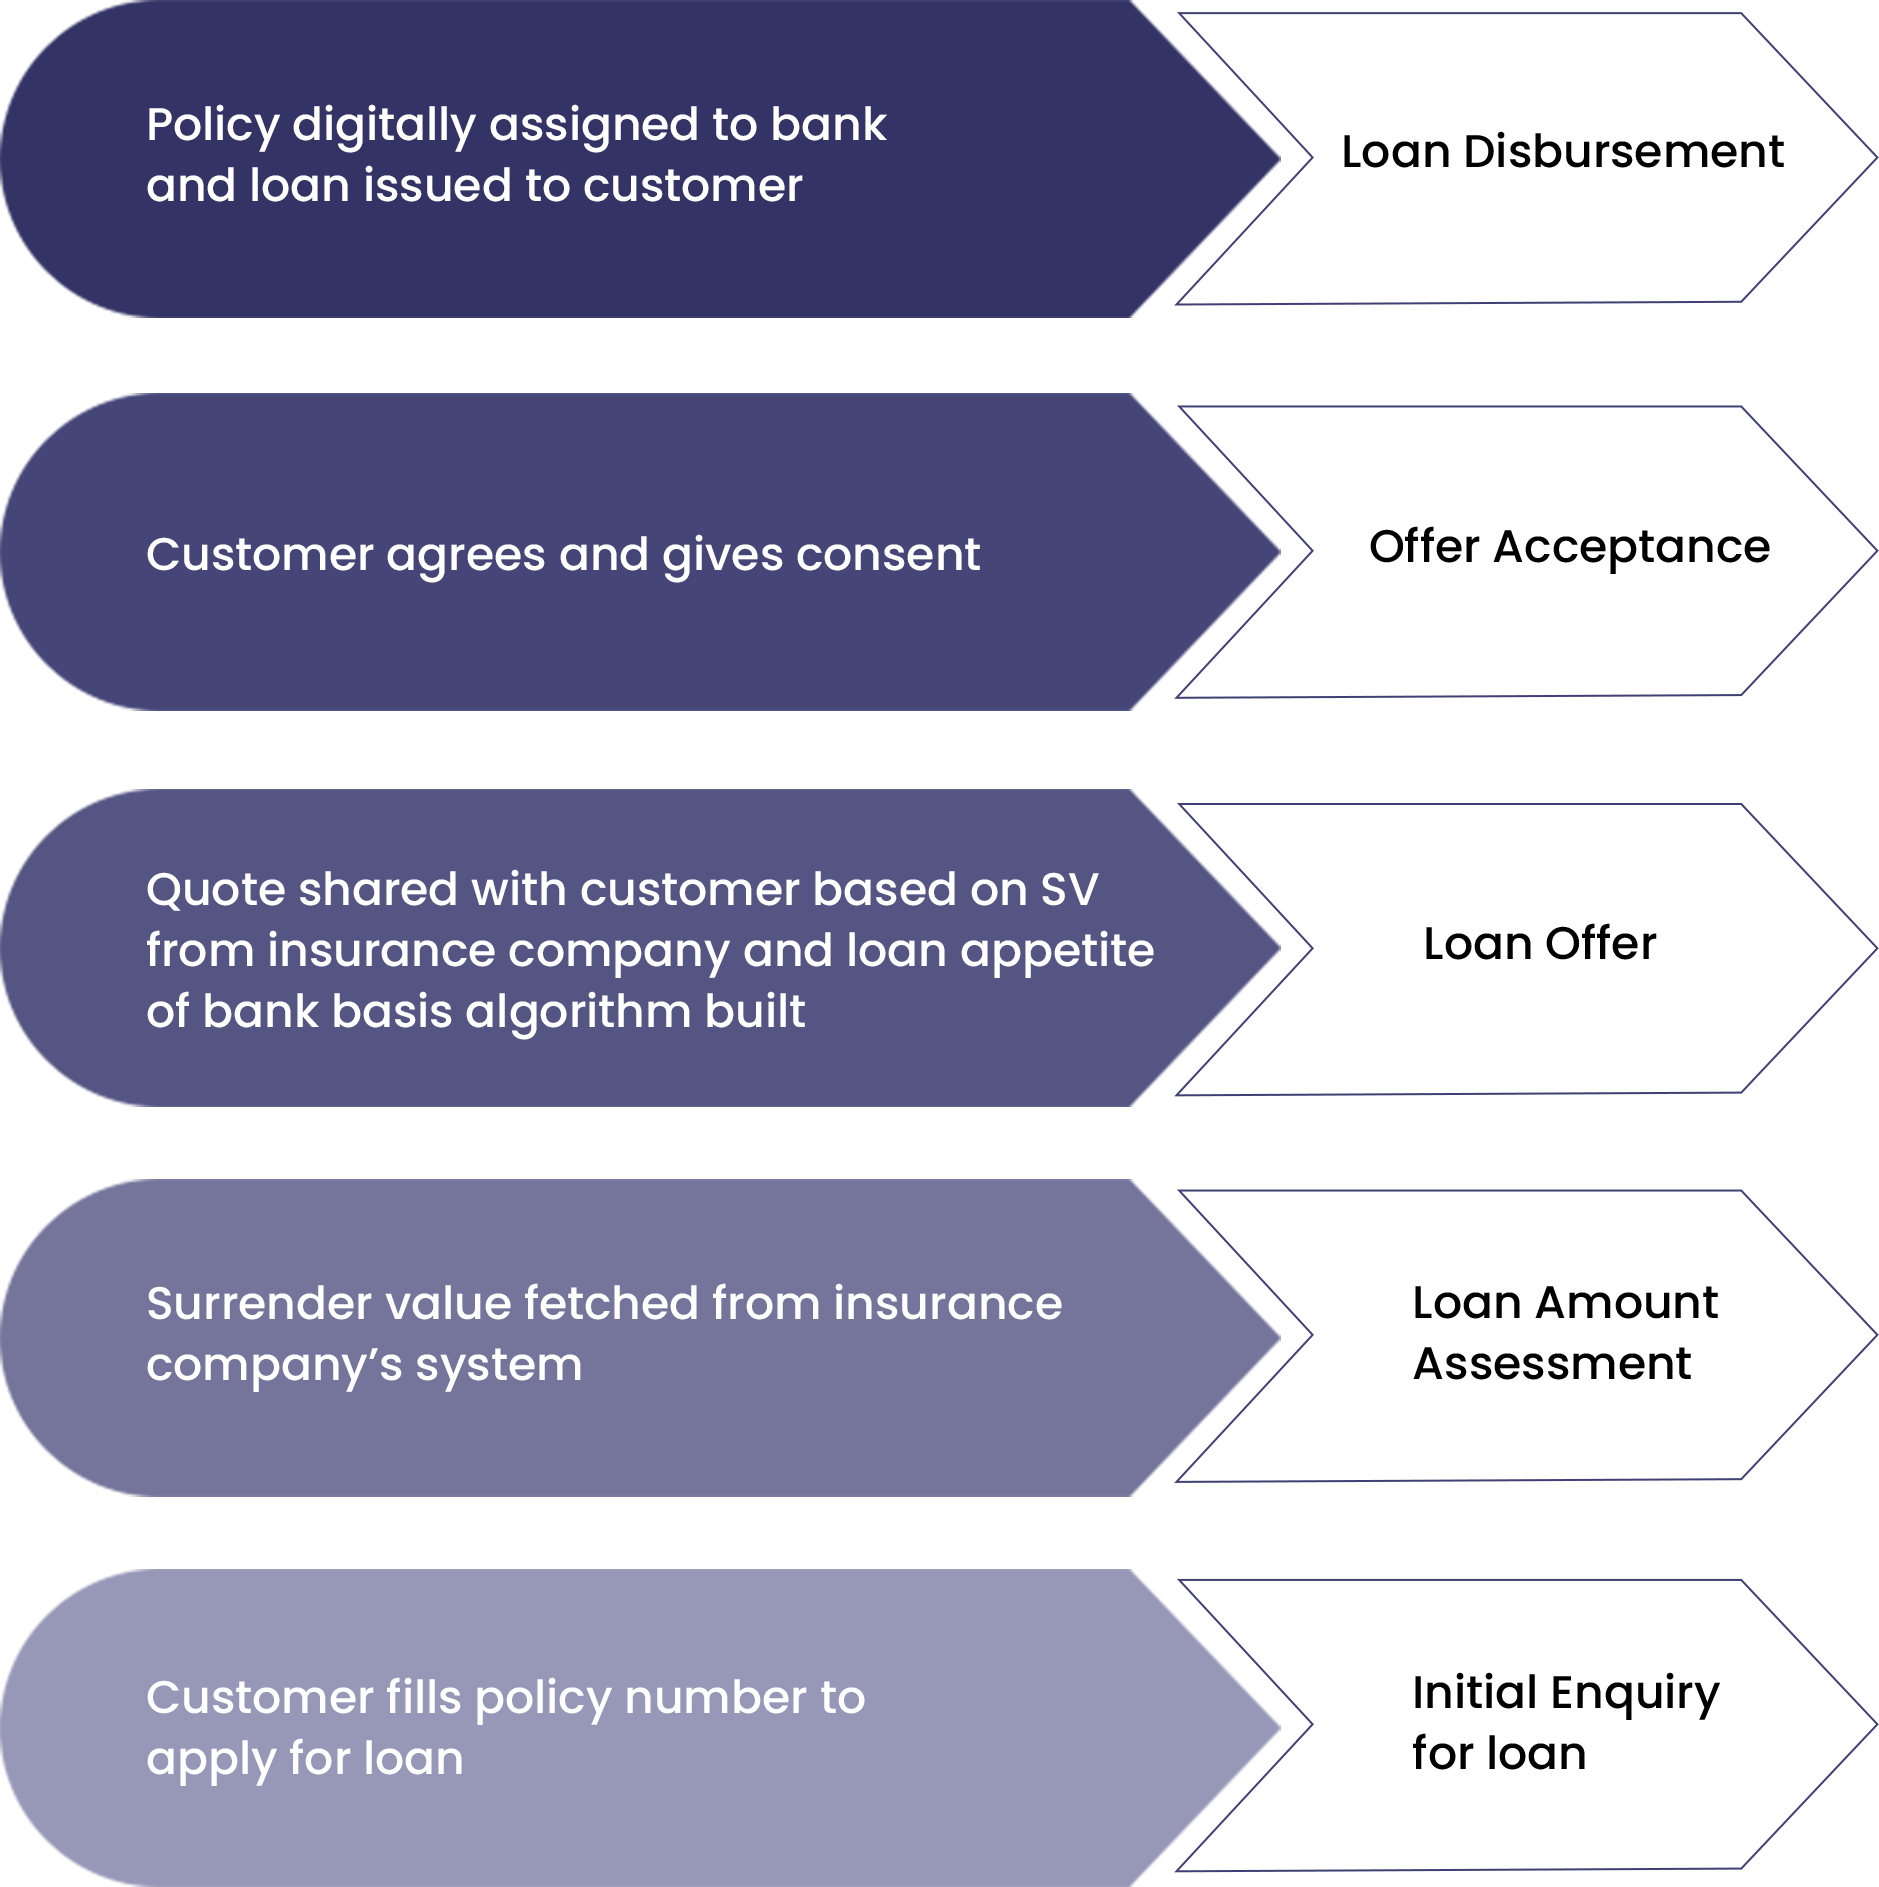 Policy digitally assigned to bank
and loan issued to customer
Loan Disbursement
Customer agrees and gives consent
Offer Acceptance
Quote shared with customer based on SV
from insurance company and loan appetite
of bank basis algorithm built
Loan Offer
Surrender value fetched from insurance
company’s system
Loan Amount
Assessment
Customer fills policy number to
apply for loan
Initial Enquiry
for loan